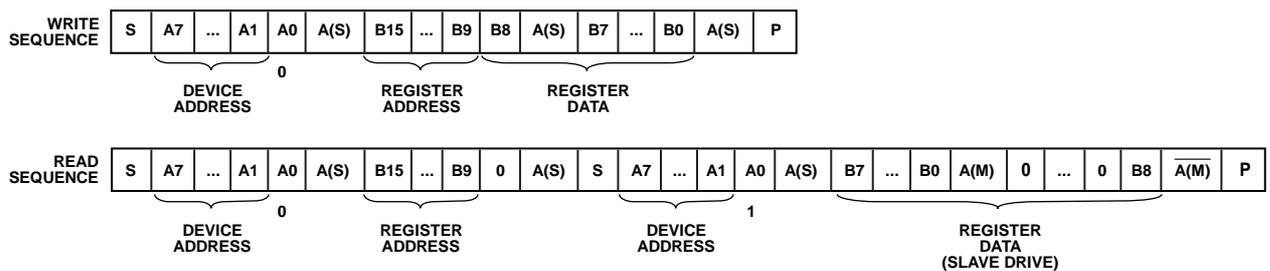 WRITE
SEQUENCE
S A7 ... A1 A0 A(S) B15 ... B9 B8 A(S) B7 ... B0 A(S) P
0
DEVICE
ADDRESS
REGISTER
ADDRESS
REGISTER
DATA
READ
SEQUENCE
S A7 ... A1 A0 A(S) B15 ... B9 0 A(S) S A7 ... A1 A0 A(S) B7 ... B0 A(M) 0 ... 0 B8 A(M) P
0 1
DEVICE
ADDRESS
REGISTER
ADDRESS
DEVICE
ADDRESS
REGISTER
DATA
(SLAVE DRIVE)